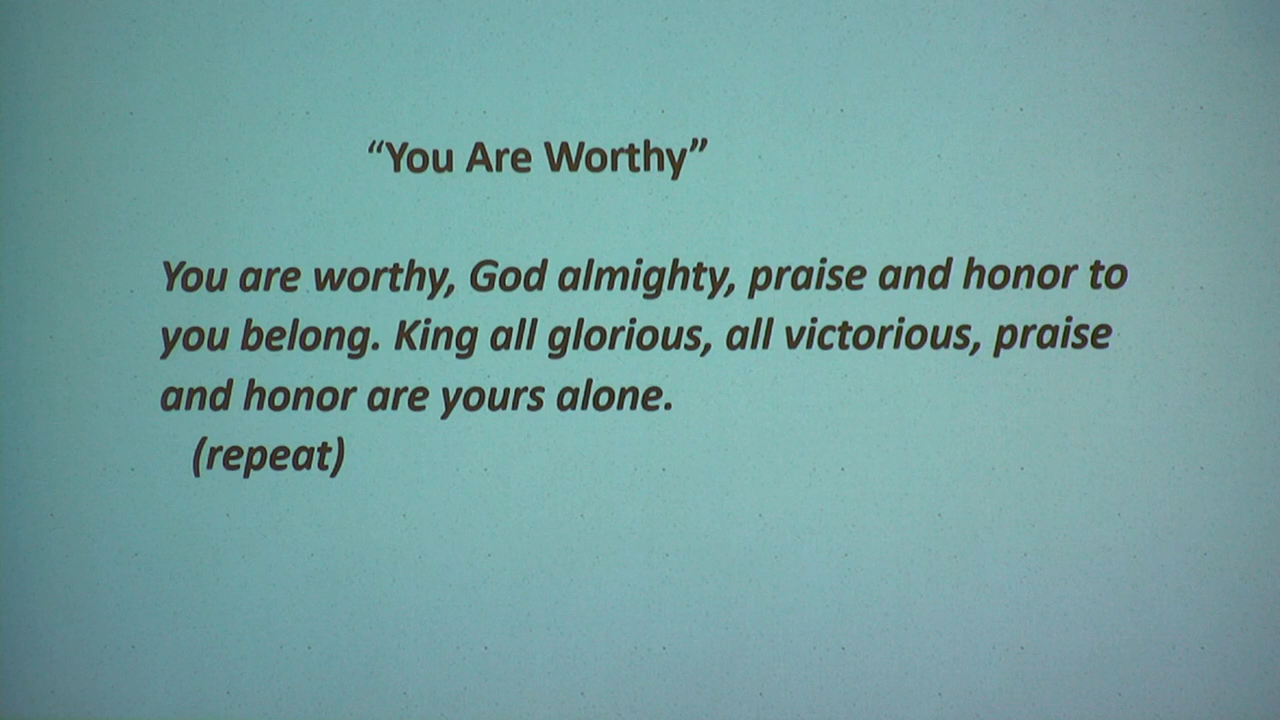 “You Are Worthy”
You are worthy, God almighty, praise and honor to
you belong. King all glorious, all victorious, praise
and honor are yours alone.
(repeat)